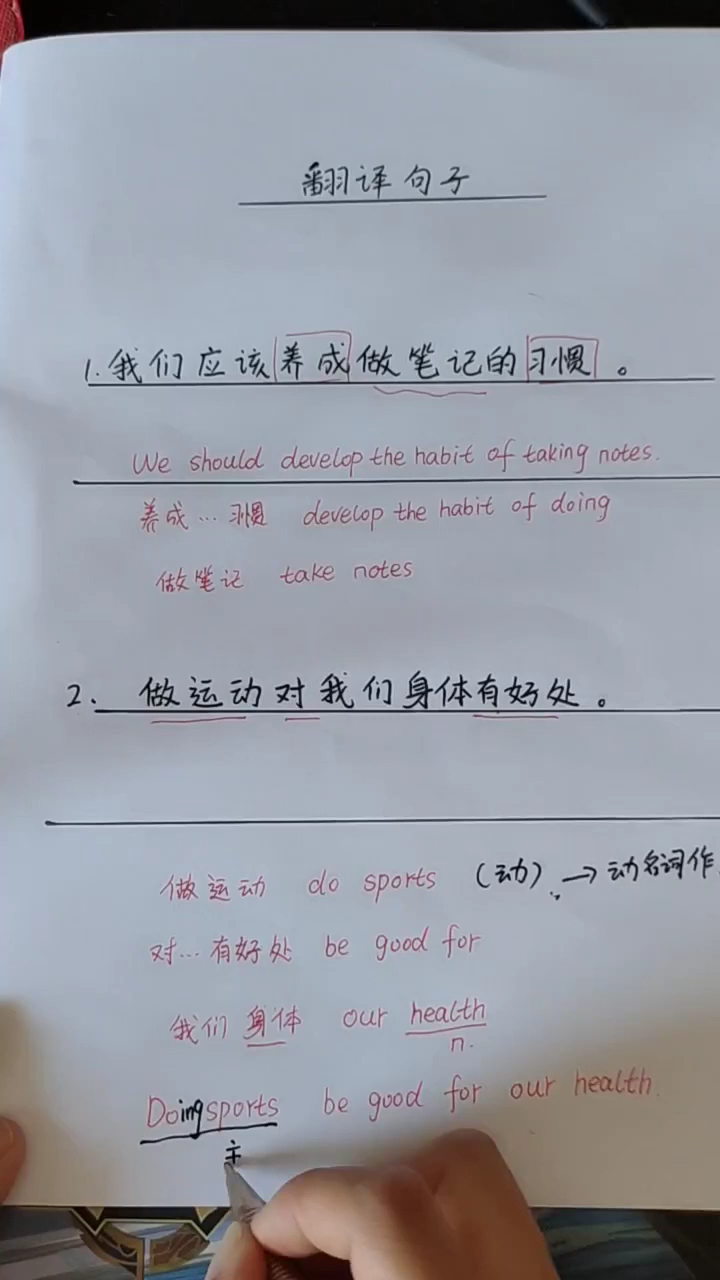 翻译句子
1.我们应该养成做笔记的习惯。
We should develop the habit of taking notes.
养成…习惯 develop the habit of doing
做笔记 take notes
2. 做运动对我们身体有好处。
做运动 do sports (动) → 动名词作
对…有好处 be good for
我们身体 our health
n.
Doing sports be good for our health.
主